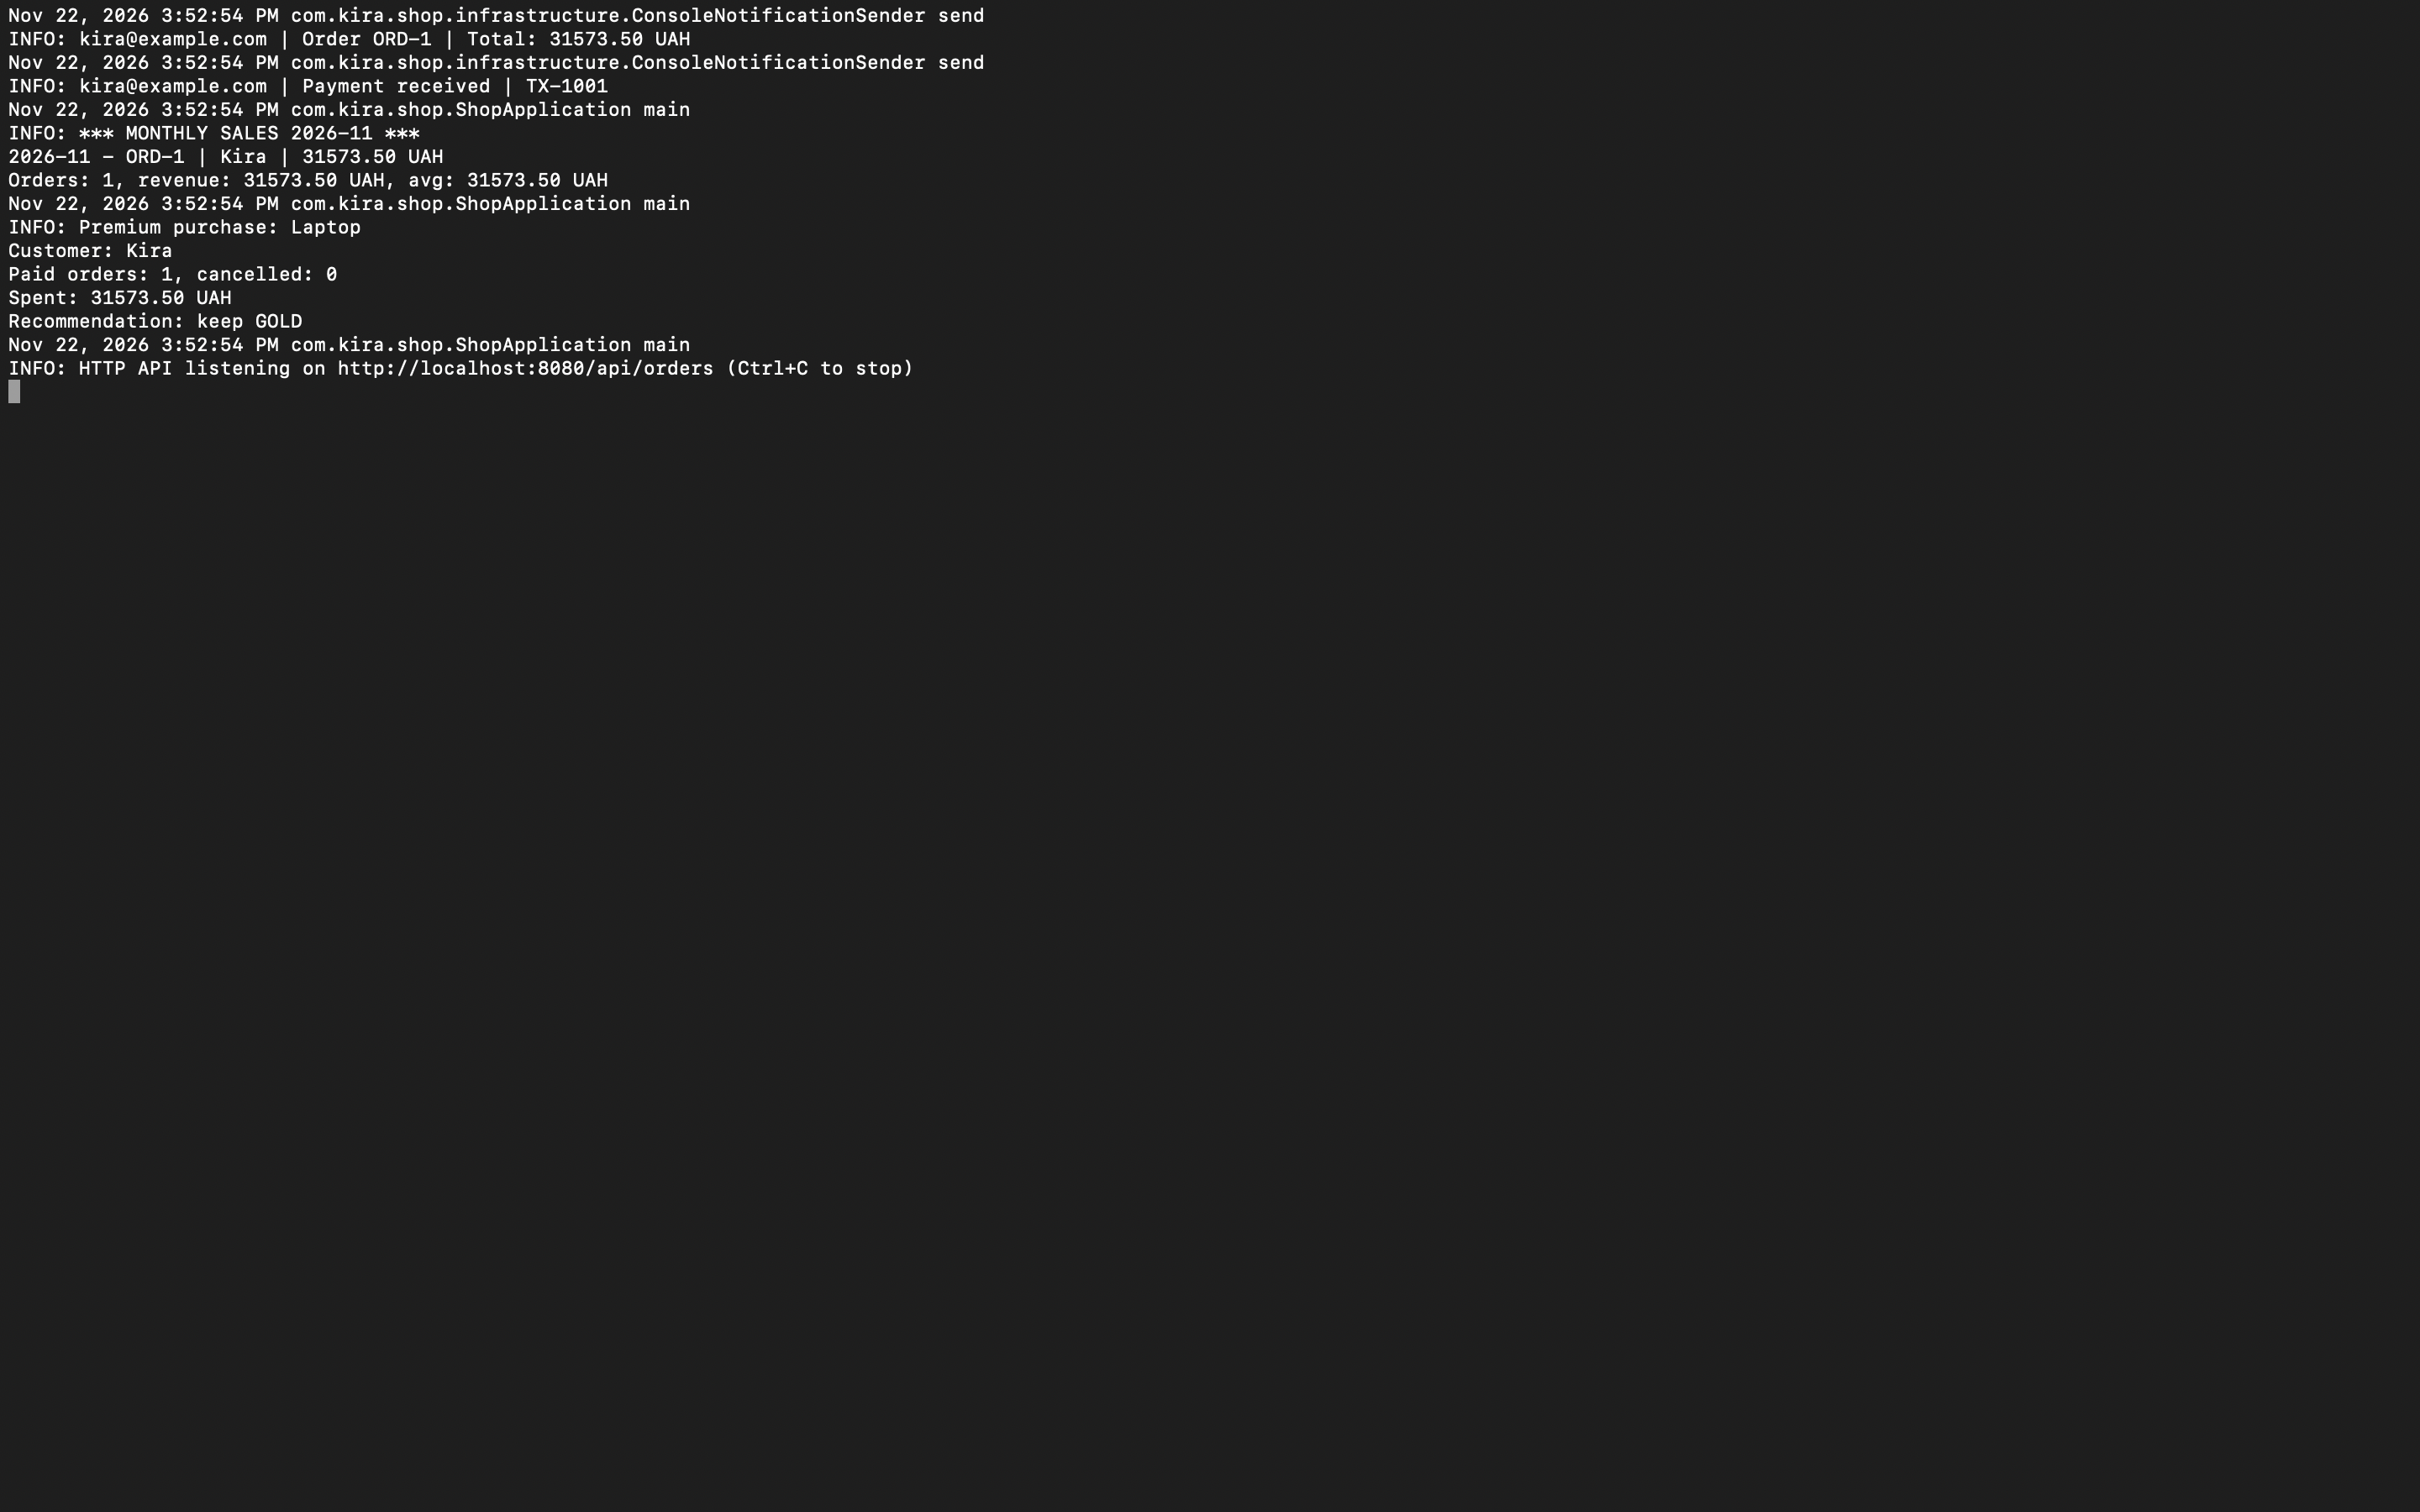 Nov 22, 2026 3:52:54 PM com.kira.shop.infrastructure.ConsoleNotificationSender send
INFO: kira@example.com | Order ORD-1 | Total: 31573.50 UAH
Nov 22, 2026 3:52:54 PM com.kira.shop.infrastructure.ConsoleNotificationSender send
INFO: kira@example.com | Payment received | TX-1001
Nov 22, 2026 3:52:54 PM com.kira.shop.ShopApplication main
INFO: *** MONTHLY SALES 2026-11 ***
2026-11 - ORD-1 | Kira | 31573.50 UAH
Orders: 1, revenue: 31573.50 UAH, avg: 31573.50 UAH
Nov 22, 2026 3:52:54 PM com.kira.shop.ShopApplication main
INFO: Premium purchase: Laptop
Customer: Kira
Paid orders: 1, cancelled: 0
Spent: 31573.50 UAH
Recommendation: keep GOLD
Nov 22, 2026 3:52:54 PM com.kira.shop.ShopApplication main
INFO: HTTP API listening on http://localhost:8080/api/orders (Ctrl+C to stop)